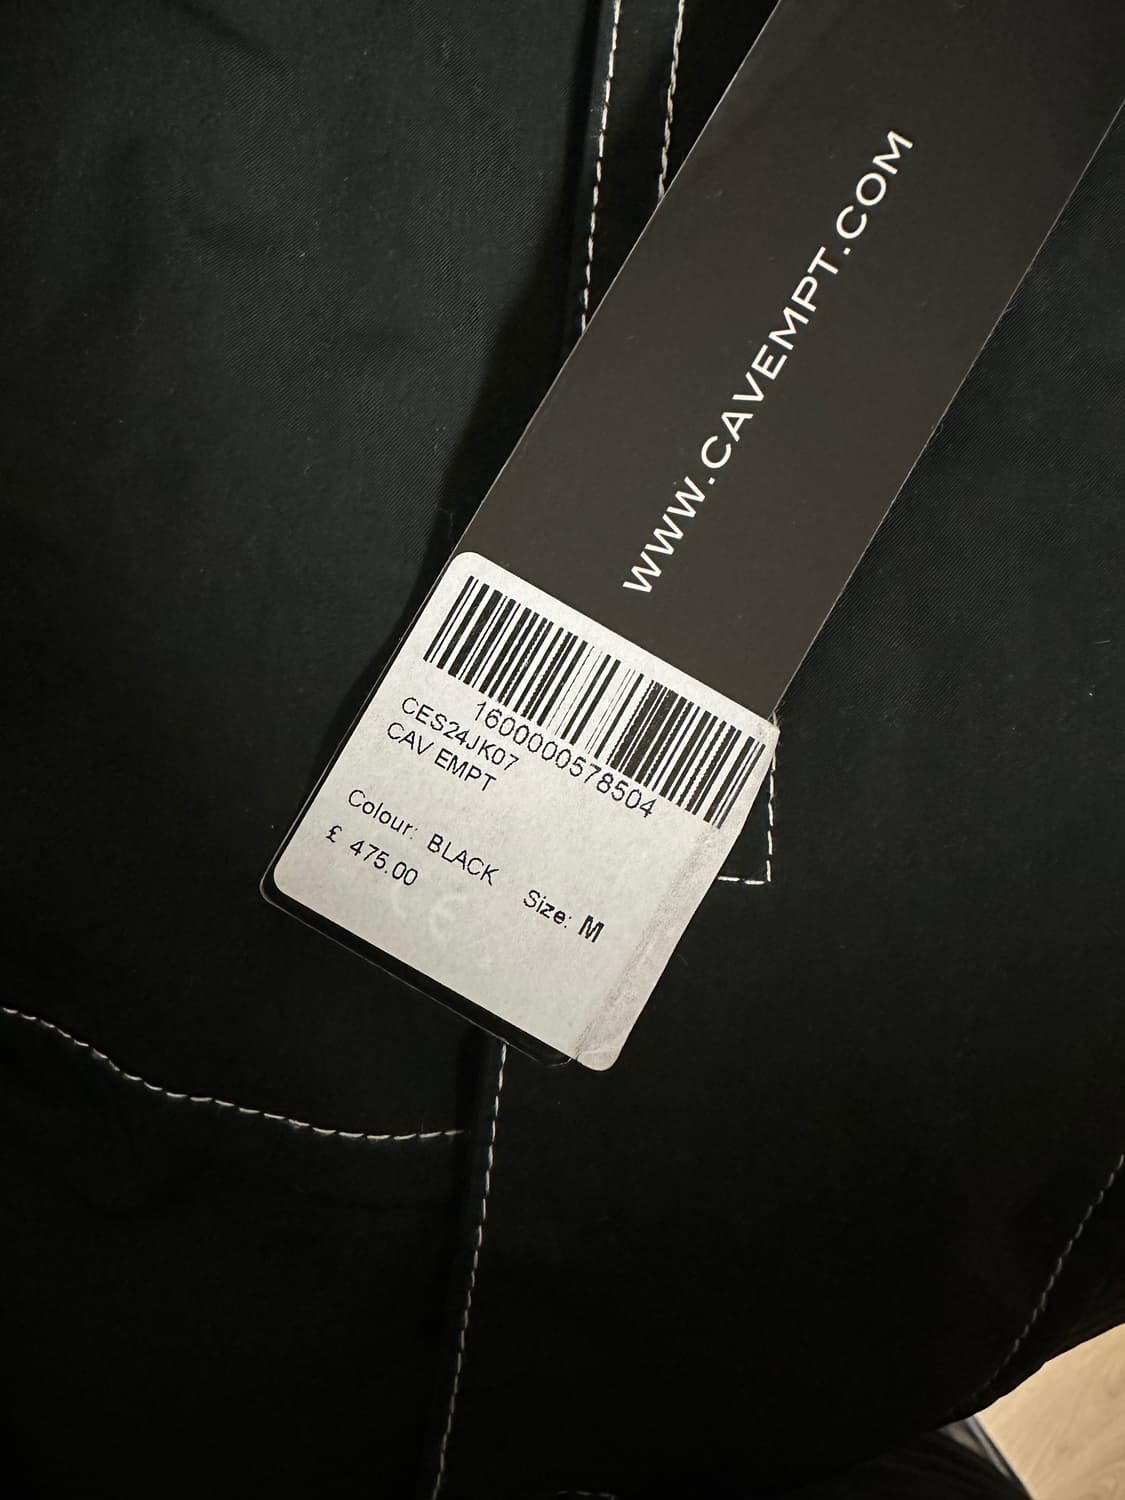 WWW.CAVEMPT.COM
1600000578504
CES24JK07
CAV EMPT
Colour: BLACK Size: M
£ 475.00